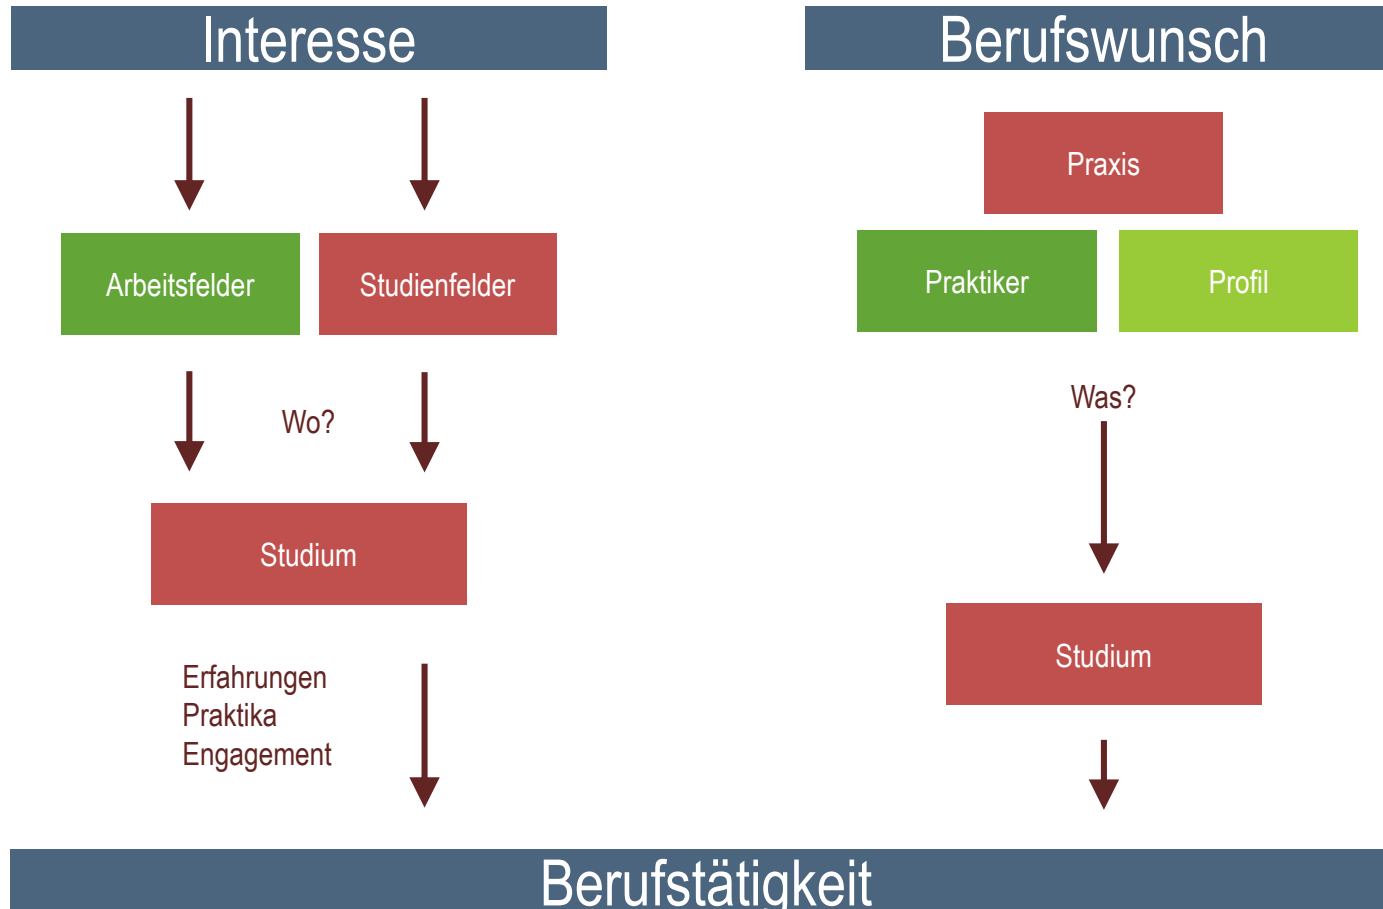 Interesse
Berufswunsch
Praxis
Arbeitsfelder
Studienfelder
Praktiker
Profil
Wo?
Was?
Studium
Studium
Erfahrungen
Praktika
Engagement
Berufstätigkeit